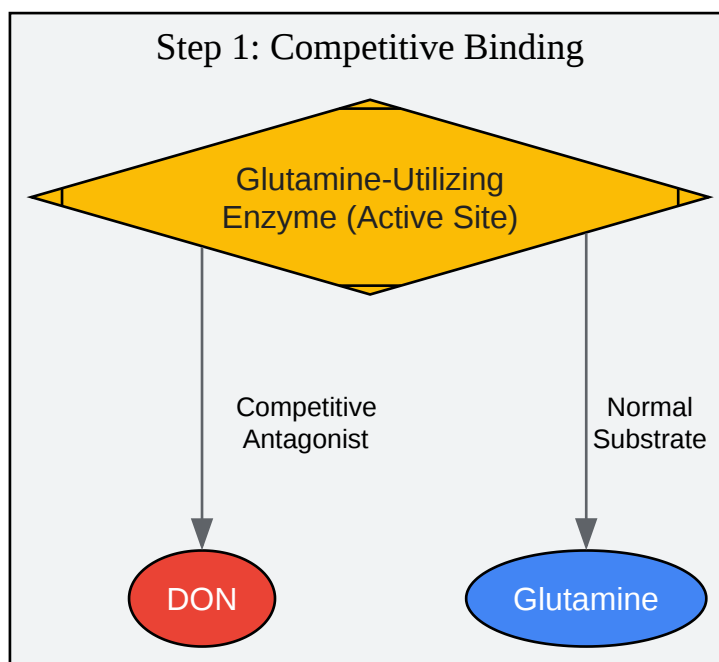 Step 1: Competitive Binding
Glutamine-Utilizing
Enzyme (Active Site)
Competitive
Antagonist
Normal
Substrate
DON
Glutamine